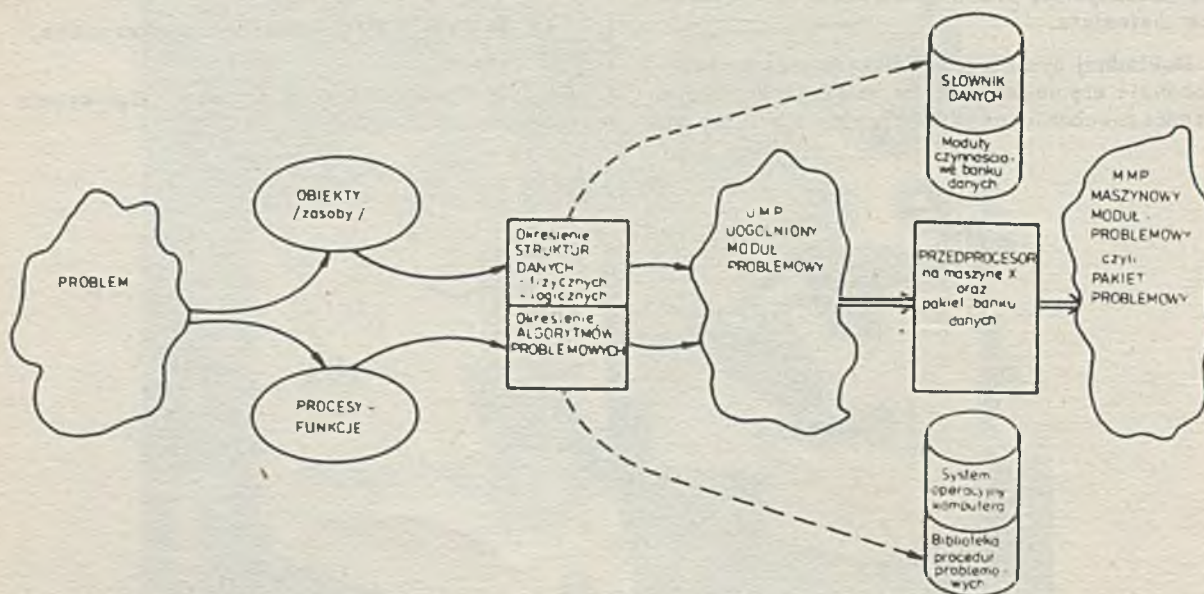 PROBLEM
OBIEKTY
/zasoby/
PROCESY -
FUNKCJE
Określenie
STRUKTUR
DANYCH
- fizycznych
- logicznych
Określenie
ALGORYTMÓW
PROBLEMOWYCH
UMP
UOGÓLNIONY
MODUŁ
PROBLEMOWY
SŁOWNIK
DANYCH
Moduły
czynnościo-
we banku
danych
PRZEDPROCESOR
na maszynę X
oraz
pakiet banku
danych
System
operacyjny
komputera
Biblioteka
procedur
problemo-
wych
MMP
MASZYNOWY
MODUŁ -
PROBLEMOWY
czyli
PAKIET
PROBLEMOWY